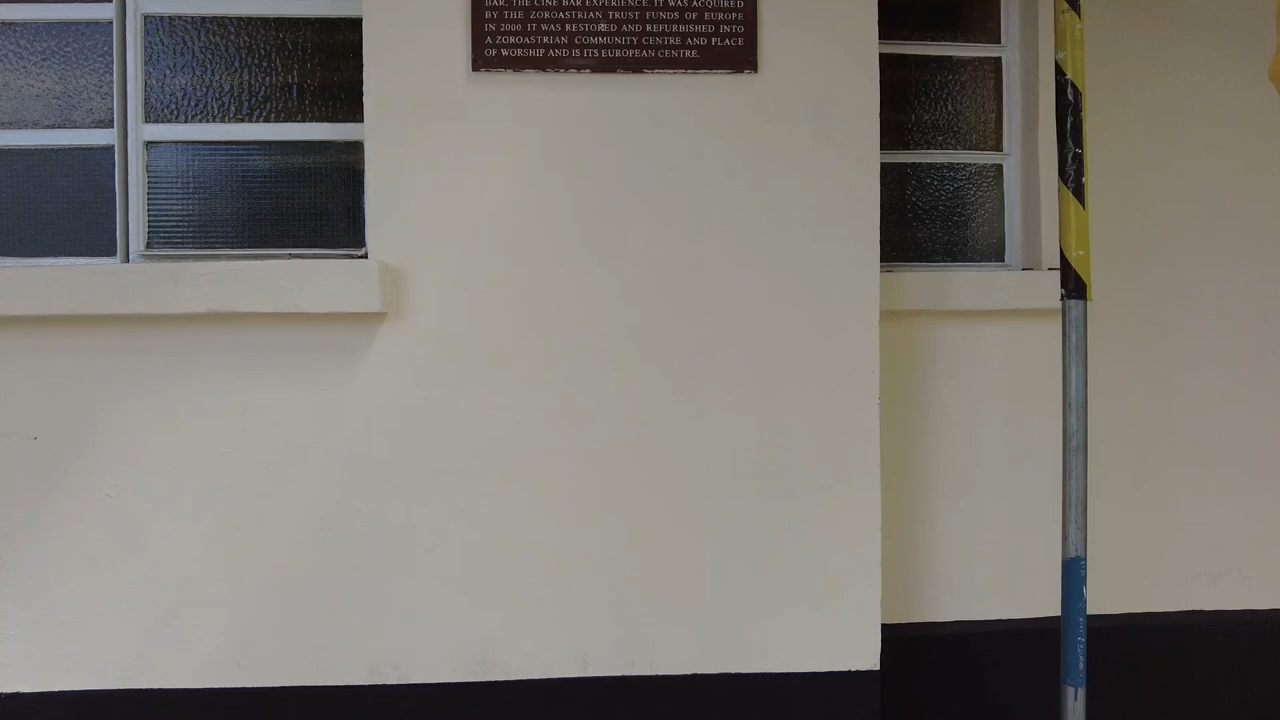 BAR, THE CINE BAR EXPERIENCE. IT WAS ACQUIRED
BY THE ZOROASTRIAN TRUST FUNDS OF EUROPE
IN 2000. IT WAS RESTORED AND REFURBISHED INTO
A ZOROASTRIAN COMMUNITY CENTRE AND PLACE
OF WORSHIP AND IS ITS EUROPEAN CENTRE.